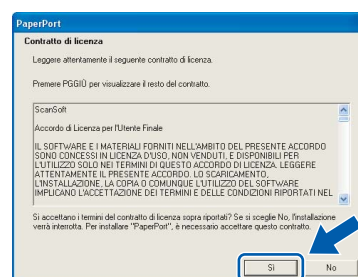 PaperPort
Contratto di licenza
Leggere attentamente il seguente contratto di licenza.
Premere PGGIÙ per visualizzare il resto del contratto.
ScanSoft
Accordo di Licenza per l'Utente Finale
IL SOFTWARE E I MATERIALI FORNITI NELL'AMBITO DEL PRESENTE ACCORDO
SONO CONCESSI IN LICENZA D'USO, NON VENDUTI, E DISPONIBILI PER
L'UTILIZZO SOLO NEI TERMINI DI QUESTO ACCORDO DI LICENZA. LEGGERE
ATTENTAMENTE IL PRESENTE ACCORDO. LO SCARICAMENTO,
L'INSTALLAZIONE, LA COPIA O COMUNQUE L'UTILIZZO DEL SOFTWARE
IMPLICANO L'ACCETTAZIONE DEI TERMINI E DELLE CONDIZIONI RIPORTATI NEL
Si accettano i termini del contratto di licenza sopra riportati? Se si sceglie No, l'installazione
verrà interrotta. Per installare "PaperPort", è necessario accettare questo contratto.
Sì
No